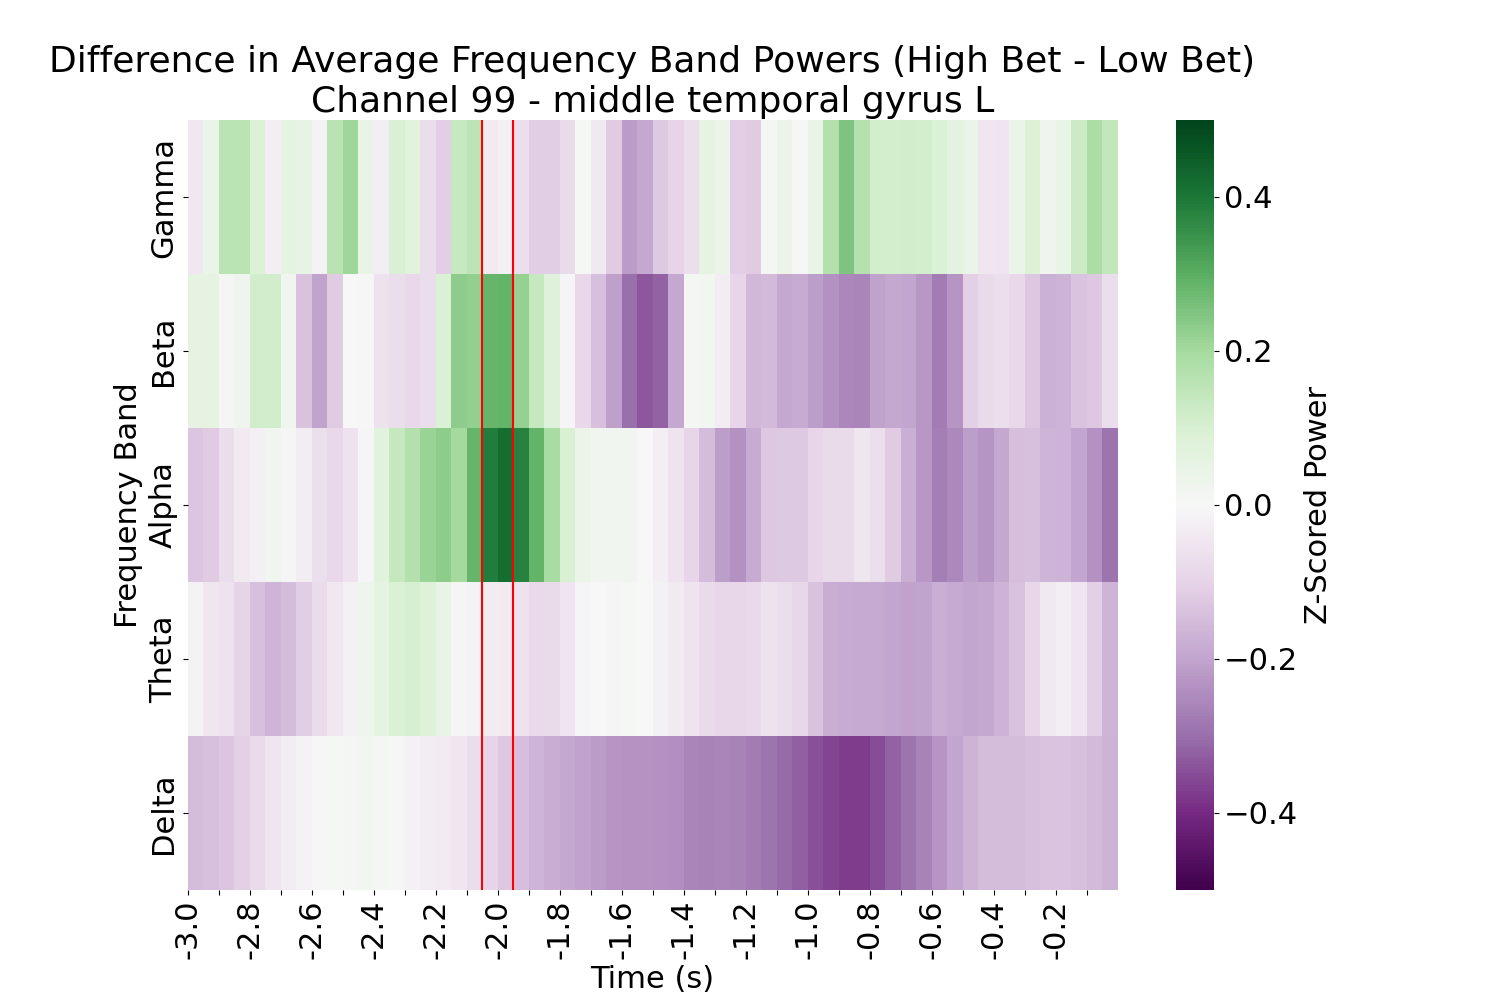 Difference in Average Frequency Band Powers (High Bet - Low Bet)
Channel 99 - middle temporal gyrus L
Frequency Band
Gamma
Beta
Alpha
Theta
Delta
-3.0
-2.8
-2.6
-2.4
-2.2
-2.0
-1.8
-1.6
-1.4
-1.2
-1.0
-0.8
-0.6
-0.4
-0.2
Time (s)
0.4
0.2
0.0
−0.2
−0.4
Z-Scored Power